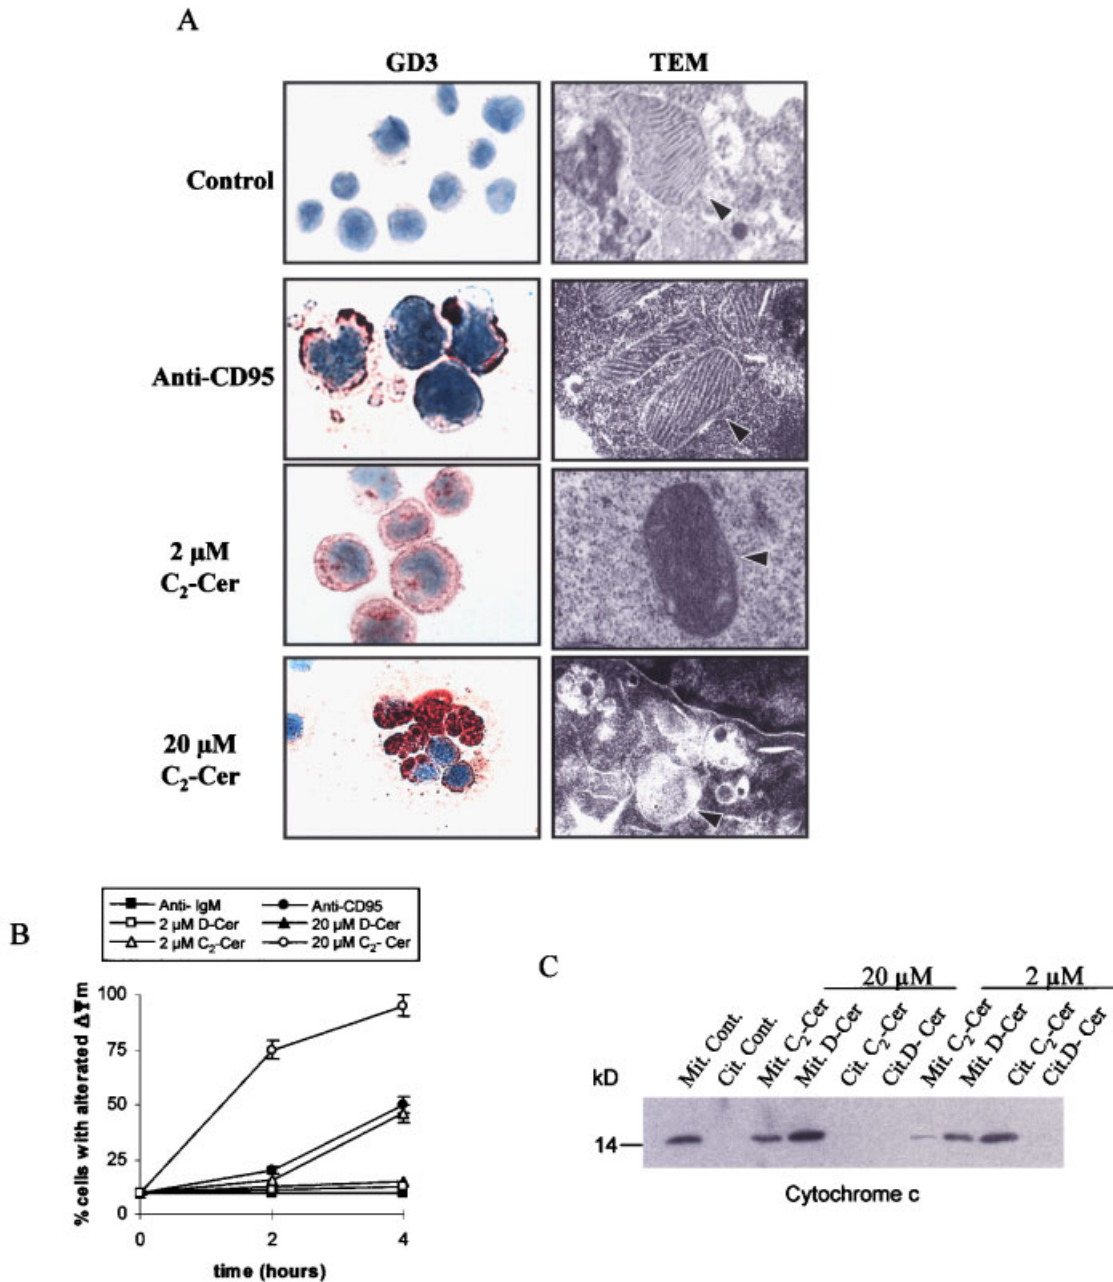 A
GD3 TEM
Control
Anti-CD95
2 µM
C₂-Cer
20 µM
C₂-Cer
B
Anti- IgM Anti-CD95
2 µM D-Cer 20 µM D-Cer
2 µM C₂-Cer 20 µM C₂- Cer
% cells with alterated ΔΨm
100
75
50
25
0
0 2 4
time (hours)
C
20 µM 2 µM
Mit. Cont.
Cit. Cont.
Mit. C₂-Cer
Mit. D-Cer
Cit. C₂-Cer
Cit.D- Cer
Mit. C₂-Cer
Mit. D-Cer
Cit. C₂-Cer
Cit.D- Cer
kD
14
Cytochrome c